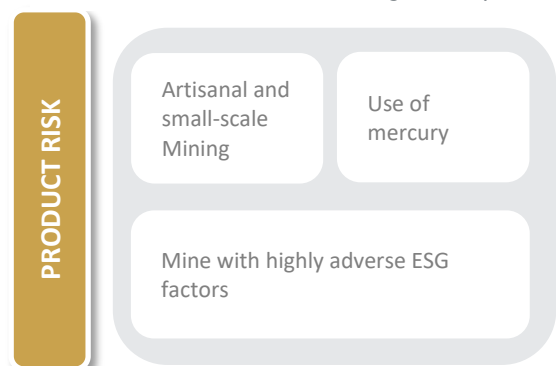 PRODUCT RISK
Artisanal and
small-scale
Mining
Use of
mercury
Mine with highly adverse ESG
factors